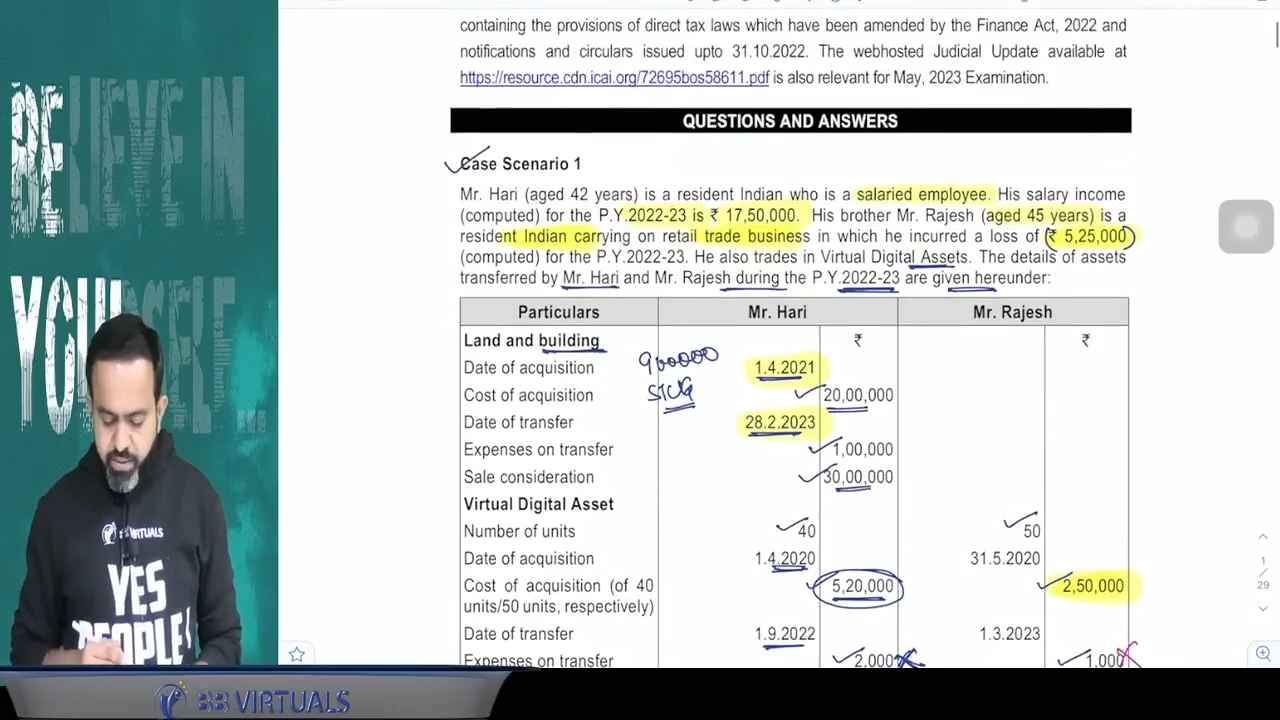 containing the provisions of direct tax laws which have been amended by the Finance Act, 2022 and
notifications and circulars issued upto 31.10.2022. The webhosted Judicial Update available at
https://resource.cdn.icai.org/72695bos58611.pdf is also relevant for May, 2023 Examination.
QUESTIONS AND ANSWERS
Case Scenario 1
Mr. Hari (aged 42 years) is a resident Indian who is a salaried employee. His salary income
(computed) for the P.Y.2022-23 is ₹ 17,50,000. His brother Mr. Rajesh (aged 45 years) is a
resident Indian carrying on retail trade business in which he incurred a loss of ₹ 5,25,000
(computed) for the P.Y.2022-23. He also trades in Virtual Digital Assets. The details of assets
transferred by Mr. Hari and Mr. Rajesh during the P.Y.2022-23 are given hereunder:
Particulars Mr. Hari Mr. Rajesh
Land and building ₹ ₹
900000
Date of acquisition 1.4.2021
STCG
Cost of acquisition 20,00,000
Date of transfer 28.2.2023
Expenses on transfer 1,00,000
Sale consideration 30,00,000
Virtual Digital Asset
Number of units 40 50
Date of acquisition 1.4.2020 31.5.2020
Cost of acquisition (of 40 5,20,000 2,50,000
units/50 units, respectively)
Date of transfer 1.9.2022 1.3.2023
Expenses on transfer 2,000 1,000
1
/
29
BELIEVE IN
YOURSELF
BB VIRTUALS
YES
PEOPLE!
BB VIRTUALS